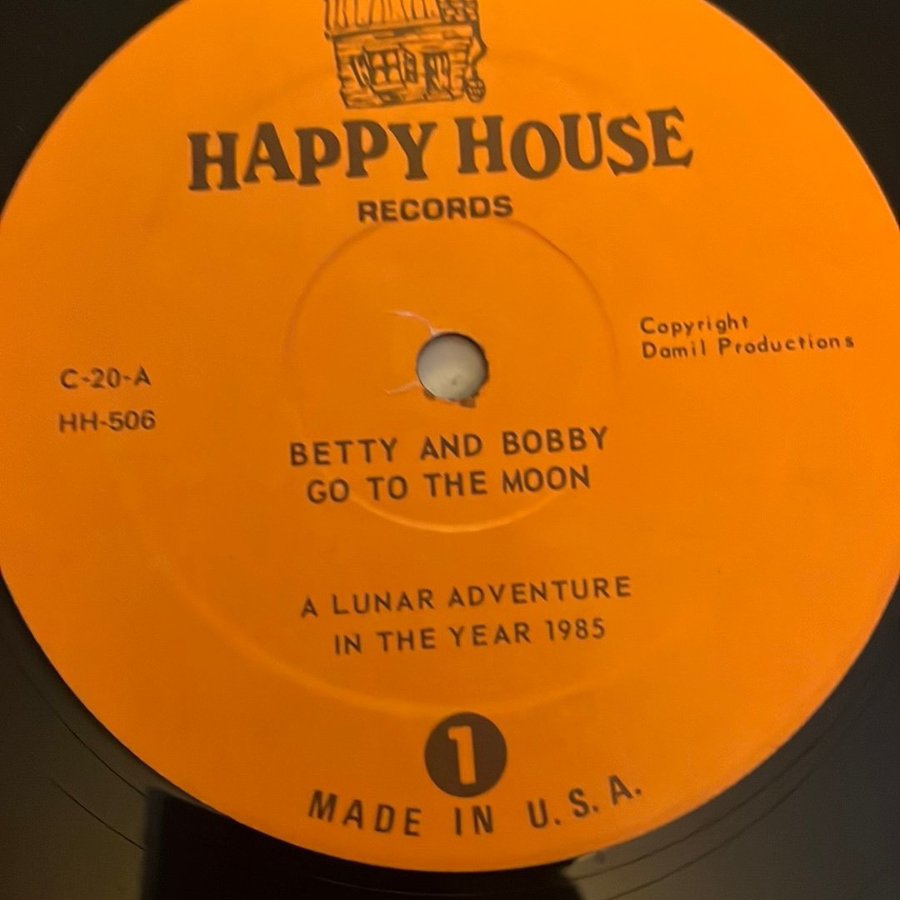 HAPPY HOUSE
RECORDS
Copyright
Damil Productions
C-20-A
HH-506
BETTY AND BOBBY
GO TO THE MOON
A LUNAR ADVENTURE
IN THE YEAR 1985
1
MADE IN U.S.A.